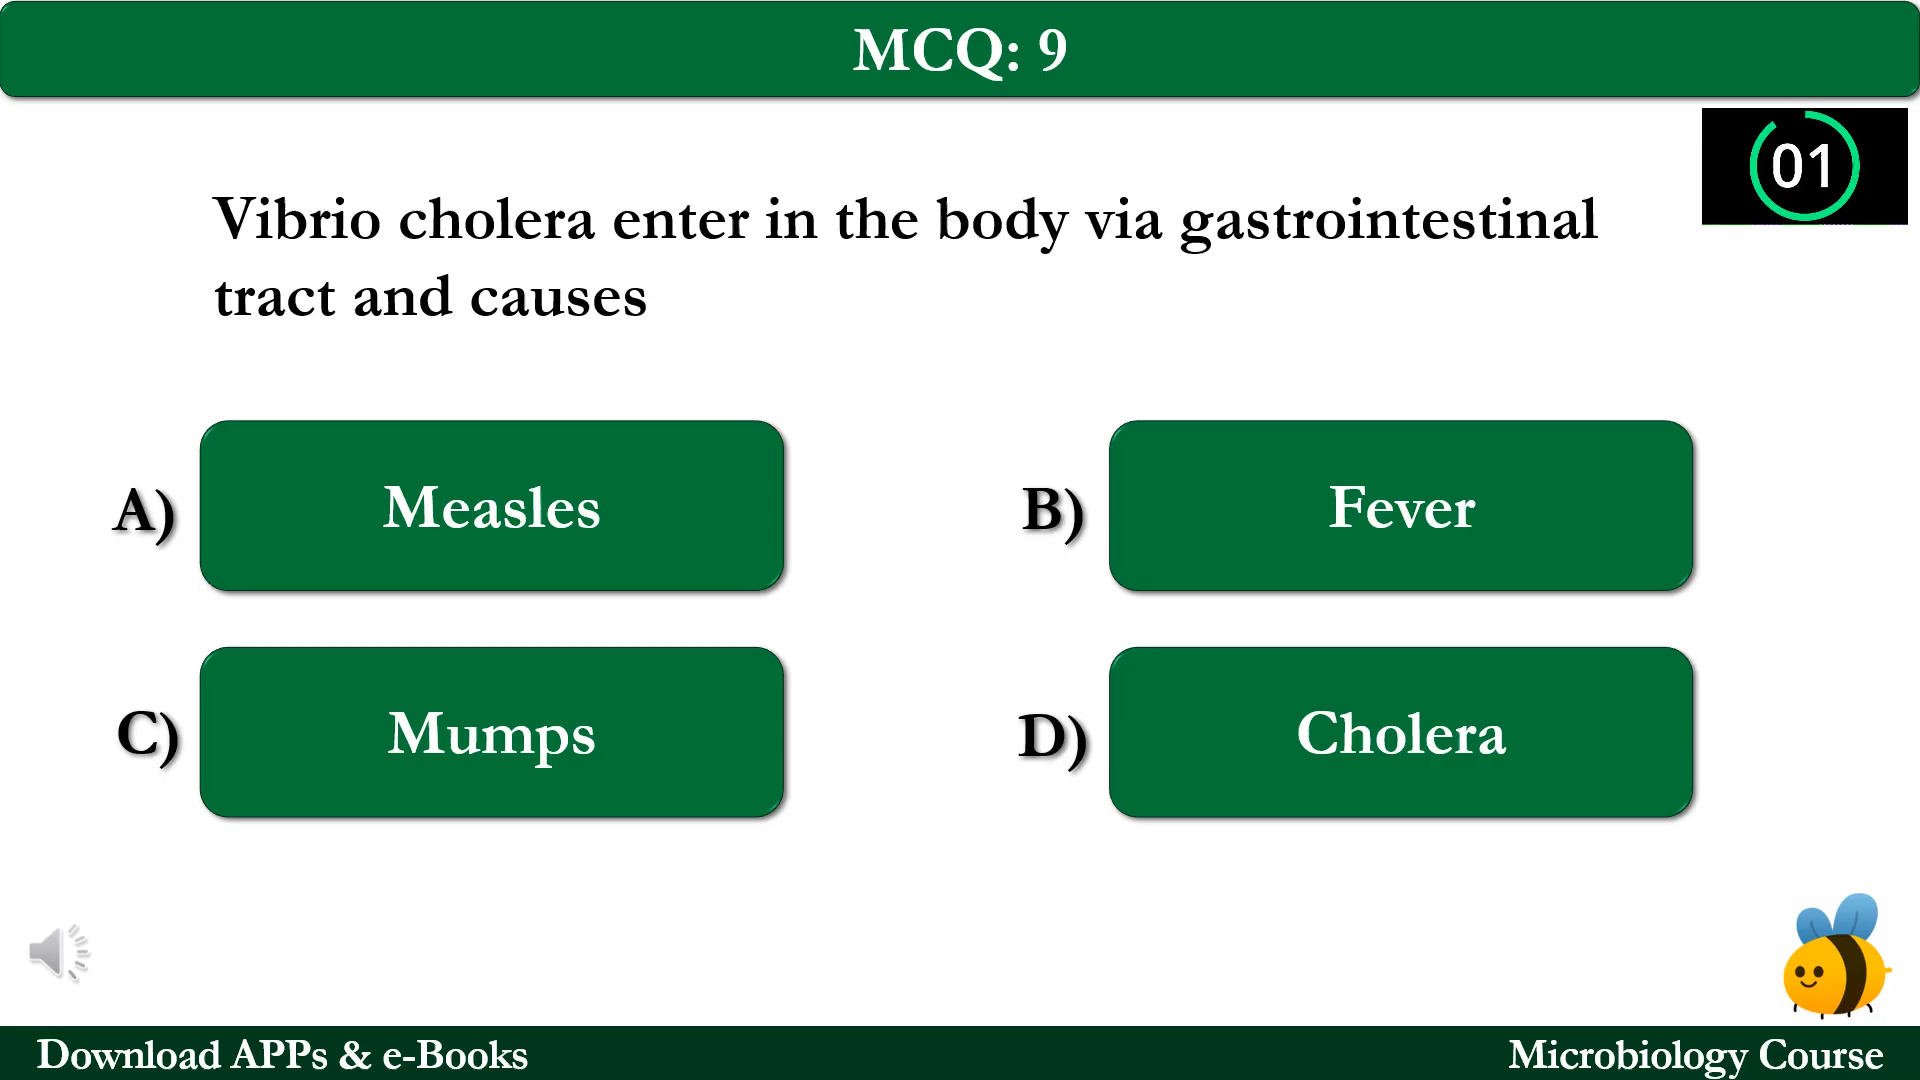 MCQ: 9
01
Vibrio cholera enter in the body via gastrointestinal
tract and causes
A) Measles
B) Fever
C) Mumps
D) Cholera
Download APPs & e-Books
Microbiology Course